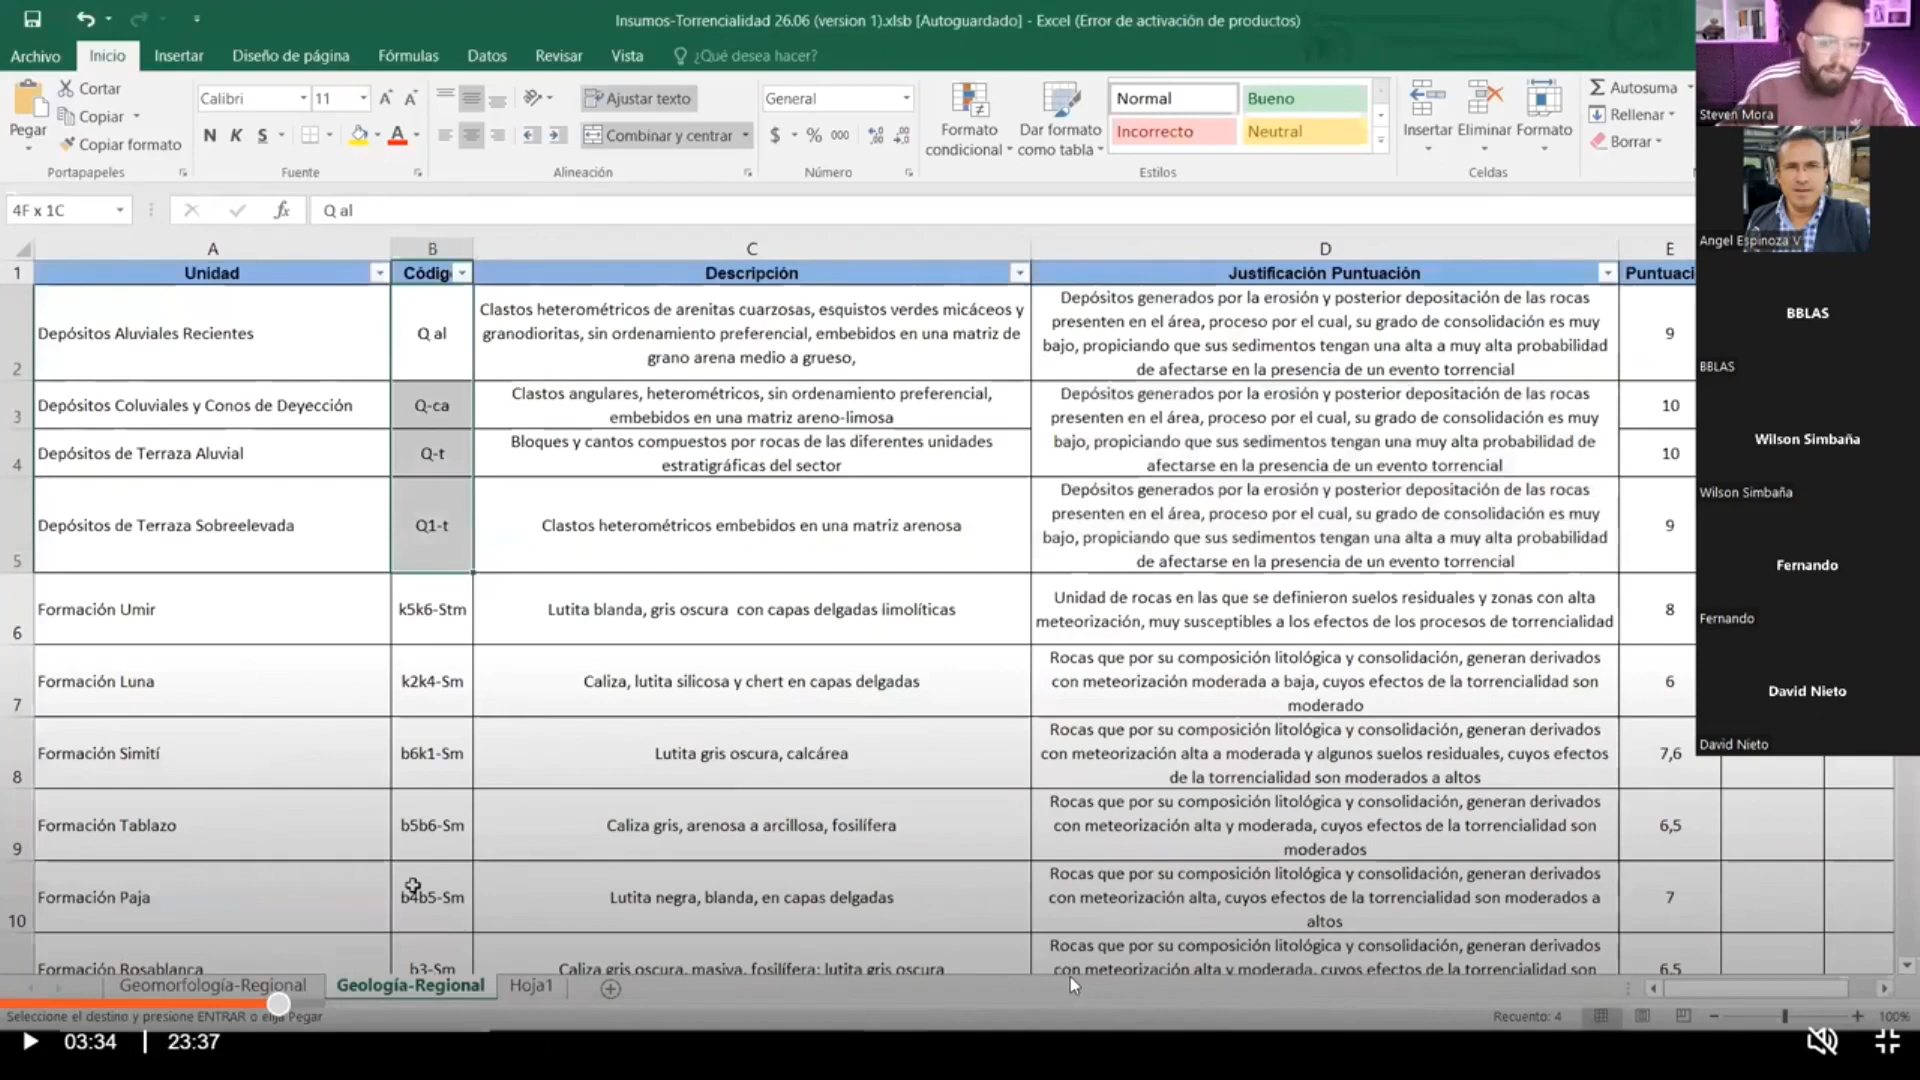 Insumos-Torrencialidad 26.06 (version 1).xlsb [Autoguardado] - Excel (Error de activación de productos)
Archivo Inicio Insertar Diseño de página Fórmulas Datos Revisar Vista ¿Qué desea hacer?
Pegar
Cortar
Copiar
Copiar formato
Portapapeles
Calibri 11
N K S
Fuente
Ajustar texto
Combinar y centrar
Alineación
General
$ % 000
Número
Formato condicional
Dar formato como tabla
Normal Bueno
Incorrecto Neutral
Estilos
Insertar Eliminar Formato
Celdas
Autosuma
Rellenar
Borrar
4F x 1C fx Q al
A B C D E
1 Unidad Códig Descripción Justificación Puntuación Puntuaci
2 Depósitos Aluviales Recientes Q al
Clastos heterométricos de arenitas cuarzosas, esquistos verdes micáceos y
granodioritas, sin ordenamiento preferencial, embebidos en una matriz de
grano arena medio a grueso,
Depósitos generados por la erosión y posterior depositación de las rocas
presenten en el área, proceso por el cual, su grado de consolidación es muy
bajo, propiciando que sus sedimentos tengan una alta a muy alta probabilidad
de afectarse en la presencia de un evento torrencial
9
3 Depósitos Coluviales y Conos de Deyección Q-ca
Clastos angulares, heterométricos, sin ordenamiento preferencial,
embebidos en una matriz areno-limosa
Depósitos generados por la erosión y posterior depositación de las rocas
presenten en el área, proceso por el cual, su grado de consolidación es muy
bajo, propiciando que sus sedimentos tengan una muy alta probabilidad de
afectarse en la presencia de un evento torrencial
10
4 Depósitos de Terraza Aluvial Q-t
Bloques y cantos compuestos por rocas de las diferentes unidades
estratigráficas del sector
10
5 Depósitos de Terraza Sobreelevada Q1-t
Clastos heterométricos embebidos en una matriz arenosa
Depósitos generados por la erosión y posterior depositación de las rocas
presenten en el área, proceso por el cual, su grado de consolidación es muy
bajo, propiciando que sus sedimentos tengan una alta a muy alta probabilidad
de afectarse en la presencia de un evento torrencial
9
6 Formación Umir k5k6-Stm
Lutita blanda, gris oscura con capas delgadas limolíticas
Unidad de rocas en las que se definieron suelos residuales y zonas con alta
meteorización, muy susceptibles a los efectos de los procesos de torrencialidad
8
7 Formación Luna k2k4-Sm
Caliza, lutita silicosa y chert en capas delgadas
Rocas que por su composición litológica y consolidación, generan derivados
con meteorización moderada a baja, cuyos efectos de la torrencialidad son
moderado
6
8 Formación Simití b6k1-Sm
Lutita gris oscura, calcárea
Rocas que por su composición litológica y consolidación, generan derivados
con meteorización alta a moderada y algunos suelos residuales, cuyos efectos
de la torrencialidad son moderados a altos
7,6
9 Formación Tablazo b5b6-Sm
Caliza gris, arenosa a arcillosa, fosilífera
Rocas que por su composición litológica y consolidación, generan derivados
con meteorización alta y moderada, cuyos efectos de la torrencialidad son
moderados
6,5
10 Formación Paja b4b5-Sm
Lutita negra, blanda, en capas delgadas
Rocas que por su composición litológica y consolidación, generan derivados
con meteorización alta, cuyos efectos de la torrencialidad son moderados a
altos
7
Formación Rosablanca b3-Sm
Caliza gris oscura, masiva, fosilífera; lutita gris oscura
Rocas que por su composición litológica y consolidación, generan derivados
con meteorización alta y moderada, cuyos efectos de la torrencialidad son
6,5
Geomorfología-Regional Geología-Regional Hoja1
Seleccione el destino y presione ENTRAR o elija Pegar
Recuento: 4
100%
03:34 | 23:37
Steven Mora
Angel Espinoza V
BBLAS
BBLAS
Wilson Simbaña
Wilson Simbaña
Fernando
Fernando
David Nieto
David Nieto